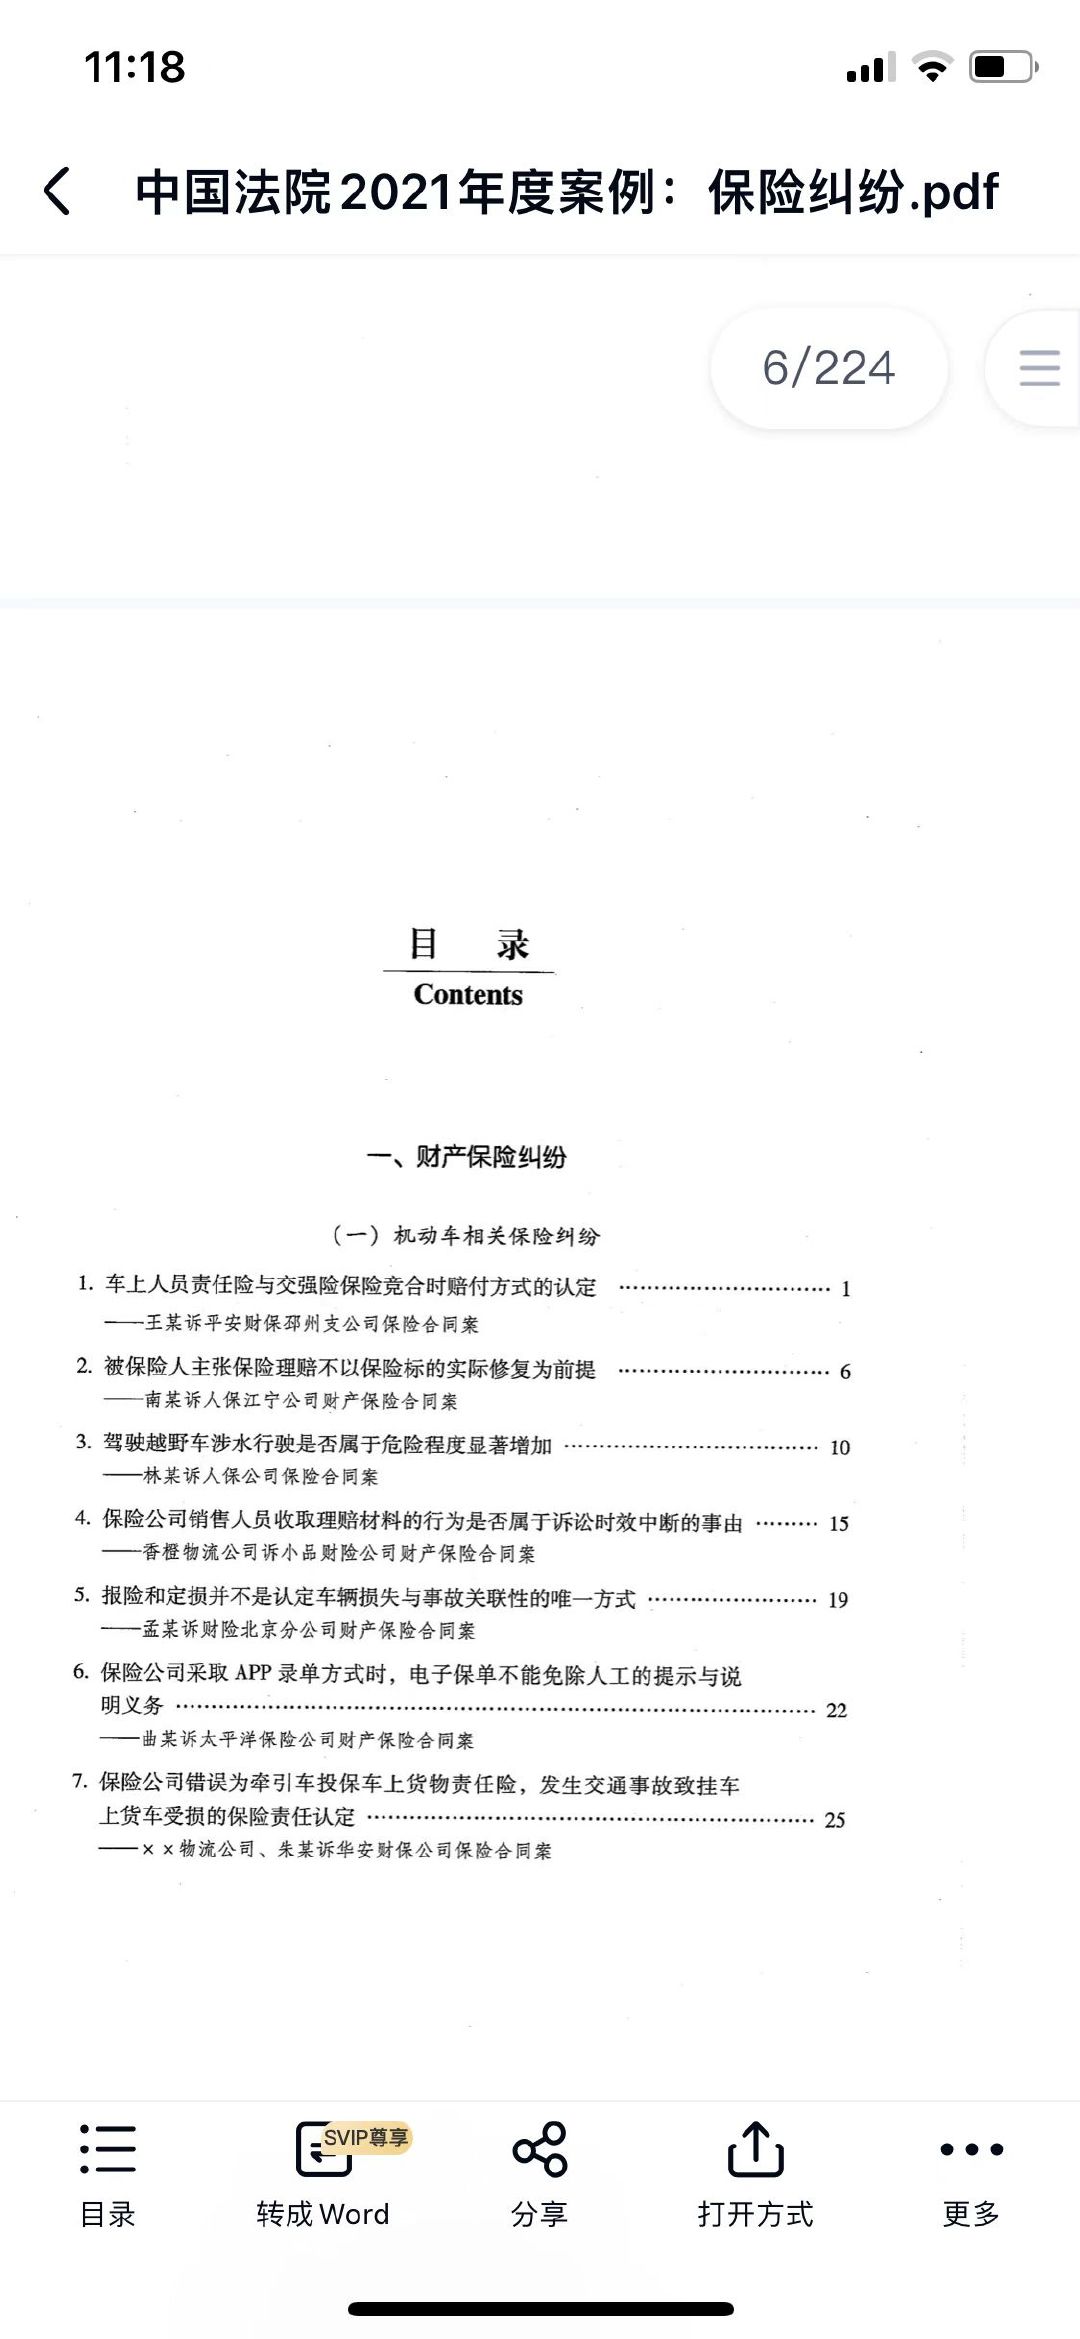 11:18
中国法院2021年度案例：保险纠纷.pdf
6/224
目 录
Contents
一、财产保险纠纷
（一）机动车相关保险纠纷
1. 车上人员责任险与交强险保险竞合时赔付方式的认定 ………………………… 1
——王某诉平安财保邳州支公司保险合同案
2. 被保险人主张保险理赔不以保险标的实际修复为前提 ………………………… 6
——南某诉人保江宁公司财产保险合同案
3. 驾驶越野车涉水行驶是否属于危险程度显著增加 ……………………………… 10
——林某诉人保公司保险合同案
4. 保险公司销售人员收取理赔材料的行为是否属于诉讼时效中断的事由 ……… 15
——香橙物流公司诉小品财险公司财产保险合同案
5. 报险和定损并不是认定车辆损失与事故关联性的唯一方式 …………………… 19
——孟某诉财险北京分公司财产保险合同案
6. 保险公司采取 APP 录单方式时，电子保单不能免除人工的提示与说
明义务 ………………………………………………………………………………… 22
——曲某诉太平洋保险公司财产保险合同案
7. 保险公司错误为牵引车投保车上货物责任险，发生交通事故致挂车
上货车受损的保险责任认定 ………………………………………………………… 25
——××物流公司、朱某诉华安财保公司保险合同案
SVIP尊享
目录 转成Word 分享 打开方式 更多